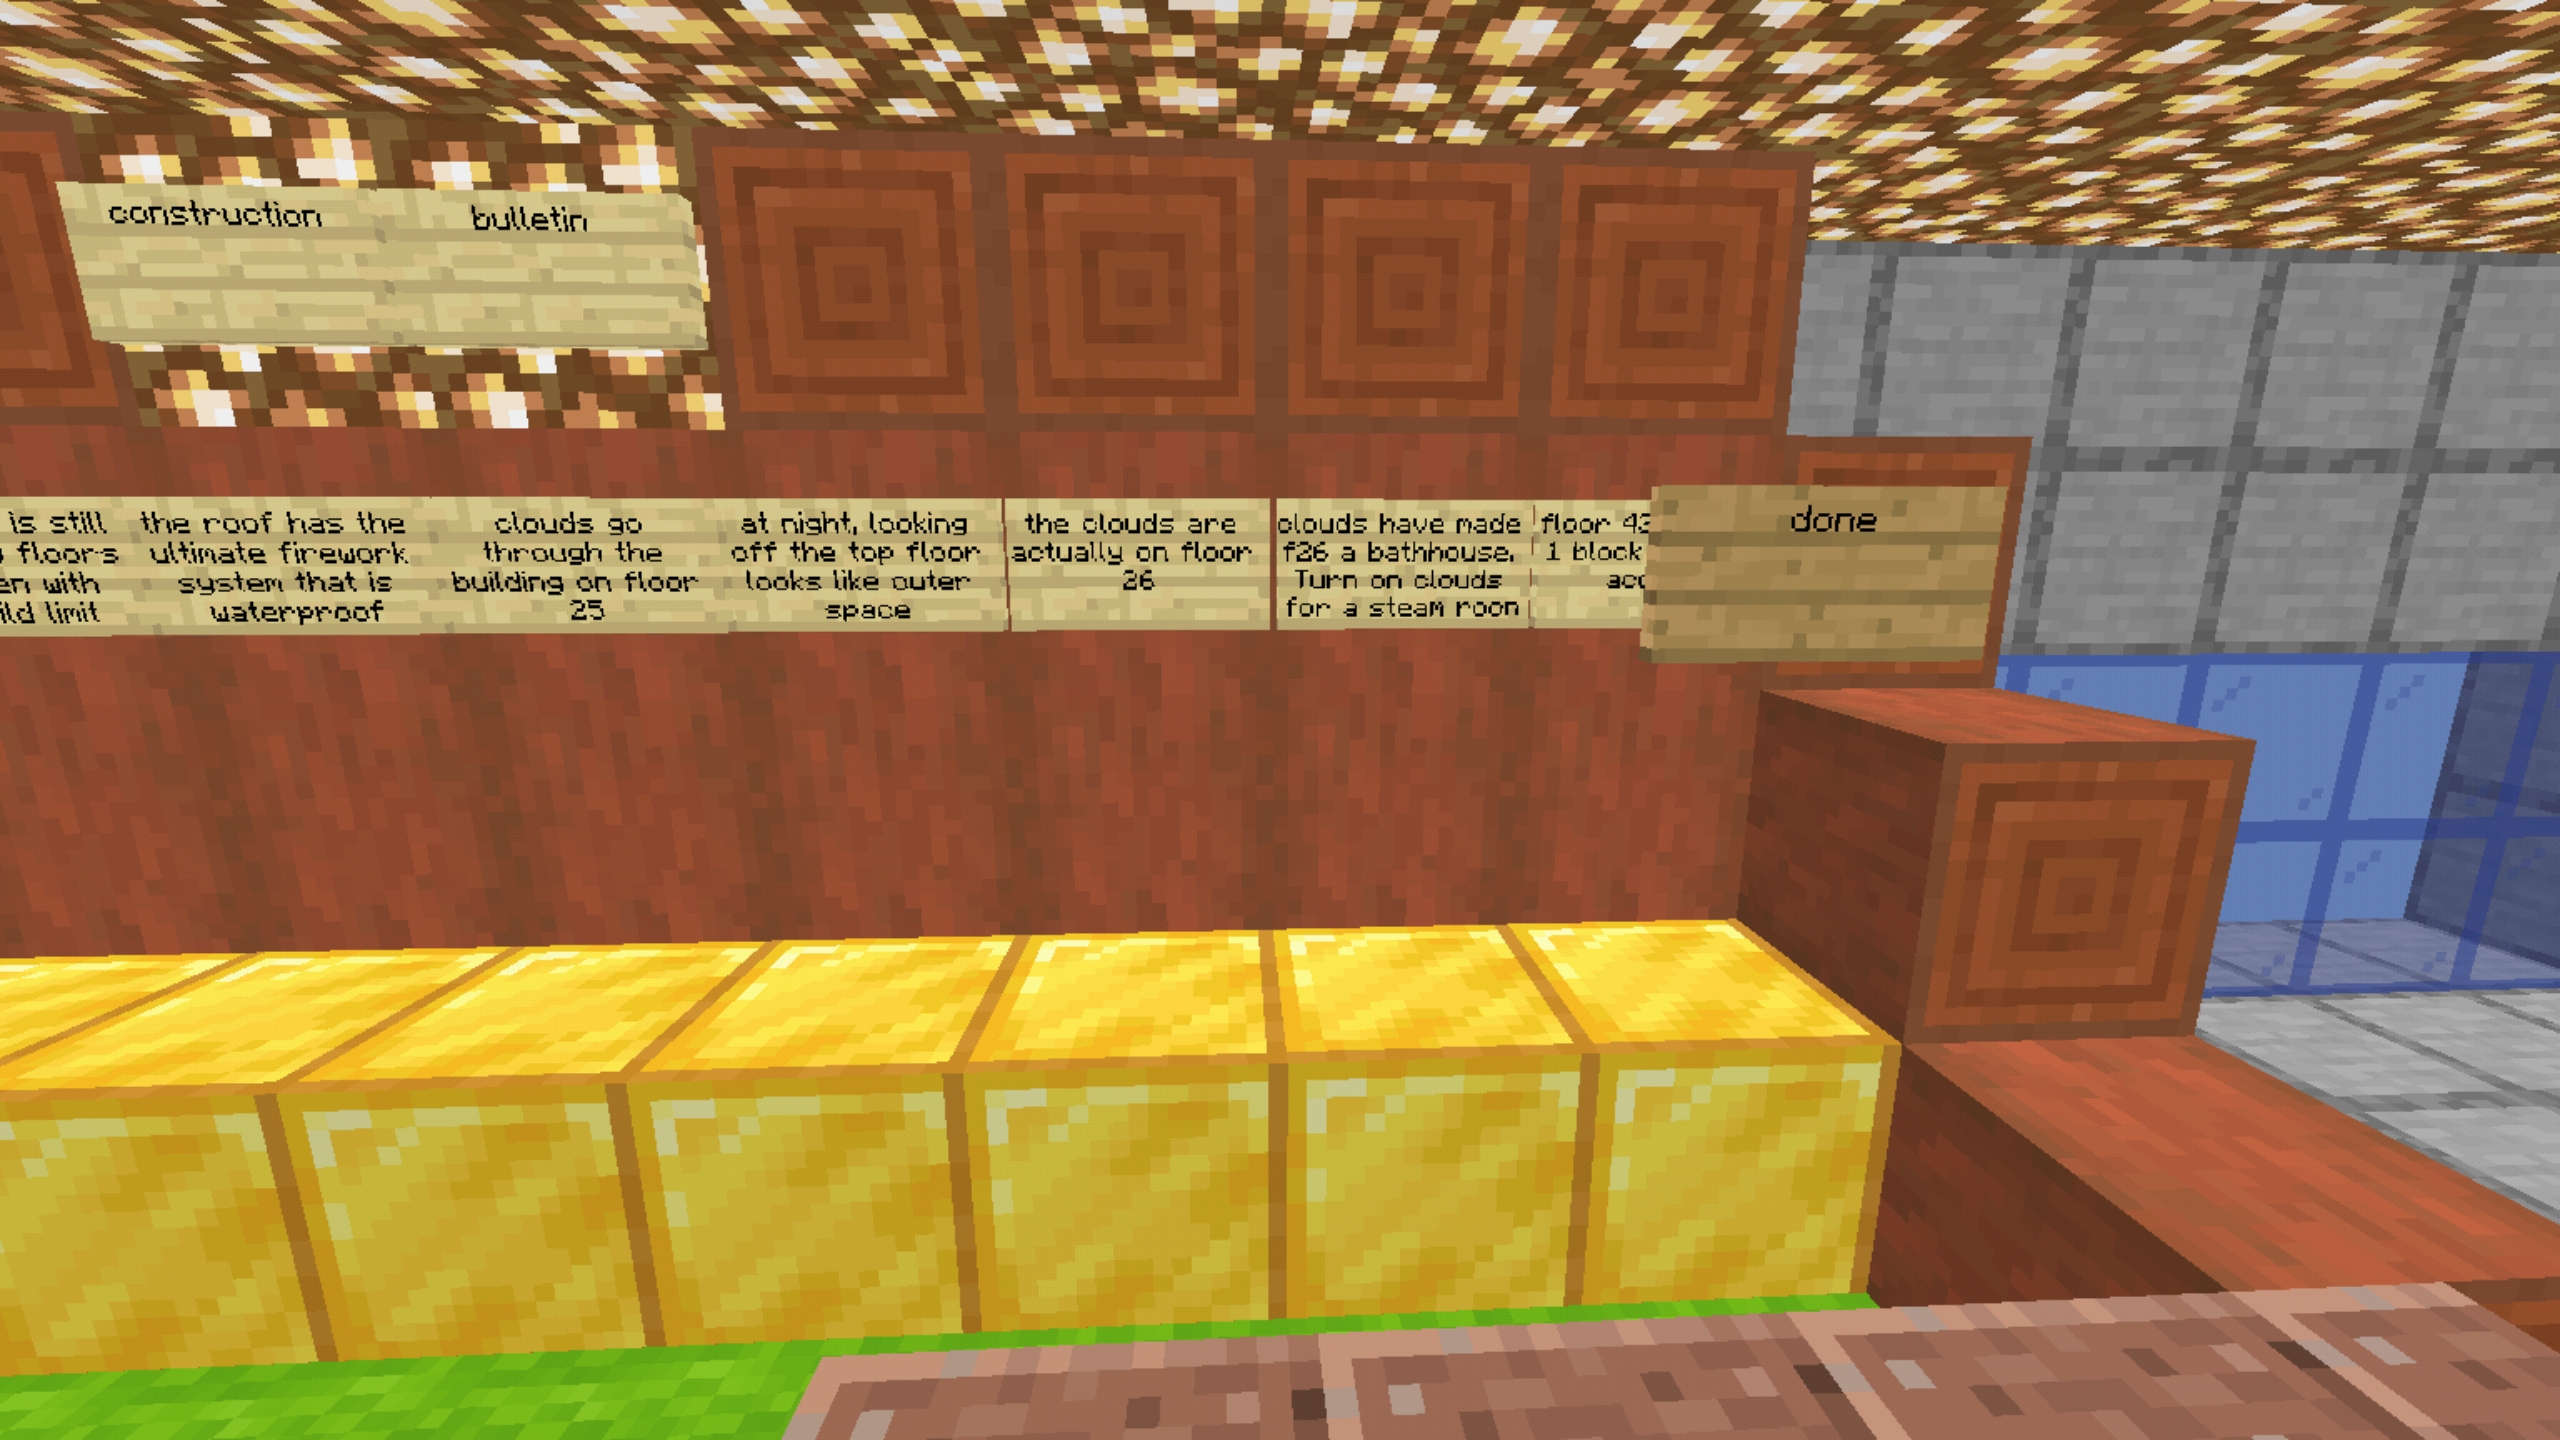 construction
bulletin
is still
floors
with
limit
the roof has the
ultimate firework
system that is
waterproof
clouds go
through the
building on floor
25
at night, looking
off the top floor
looks like outer
space
the clouds are
actually on floor
26
clouds have made
f26 a bathhouse.
Turn on clouds
for a steam roon
floor
1 block
done